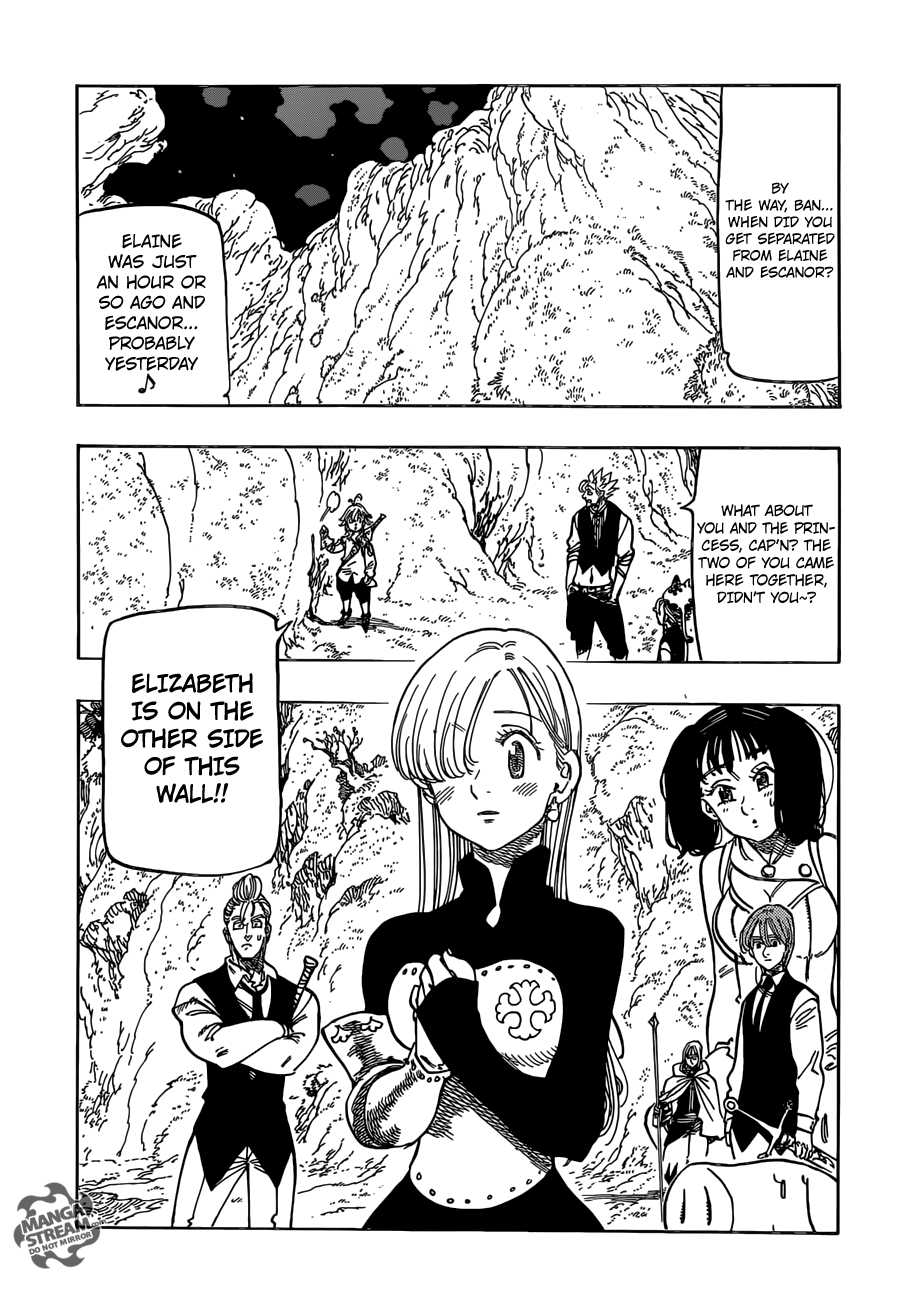 BY
THE WAY, BAN...
WHEN DID YOU
GET SEPARATED
FROM ELAINE
AND ESCANOR?
ELAINE
WAS JUST
AN HOUR OR
SO AGO AND
ESCANOR...
PROBABLY
YESTERDAY
♪
WHAT ABOUT
YOU AND THE PRIN-
CESS, CAP'N? THE
TWO OF YOU CAME
HERE TOGETHER,
DIDN'T YOU~?
ELIZABETH
IS ON THE
OTHER SIDE
OF THIS
WALL!!
MANGA
STREAM.com
DO NOT MIRROR